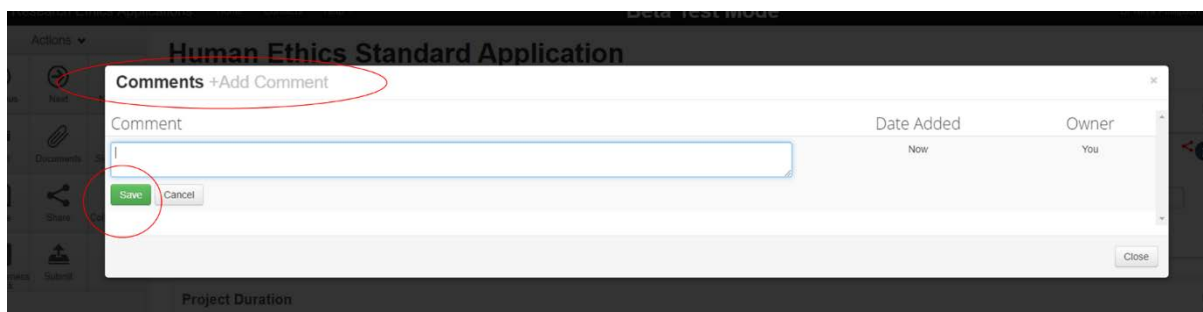 Beta Test Mode
Actions
Human Ethics Standard Application
Comments +Add Comment
×
Comment Date Added Owner
Now You
Save Cancel
Next
Documents
Share
Submit
Close
Project Duration